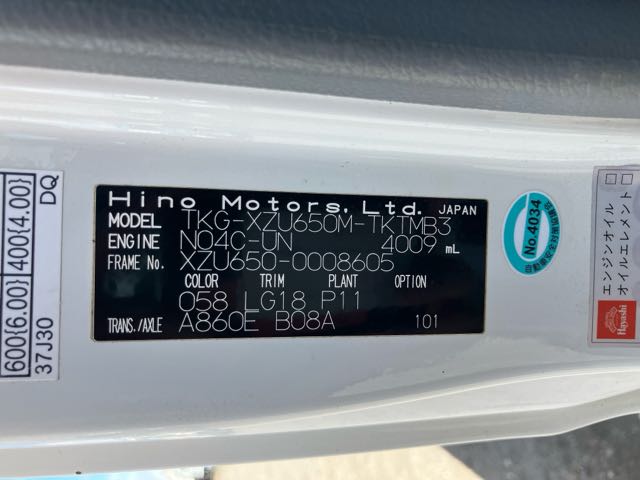 Hino Motors, Ltd. JAPAN
MODEL TKG-XZU650M-TKTMB3
ENGINE N04C-UN 4009 mL
FRAME No. XZU650-0008605
COLOR TRIM PLANT OPTION
058 LG18 P11
TRANS./AXLE A860E B08A 101
600{6.00} 400{4.00}
37J30 DQ
No.4034
エンジンオイル
オイルエレメント
Hayashi